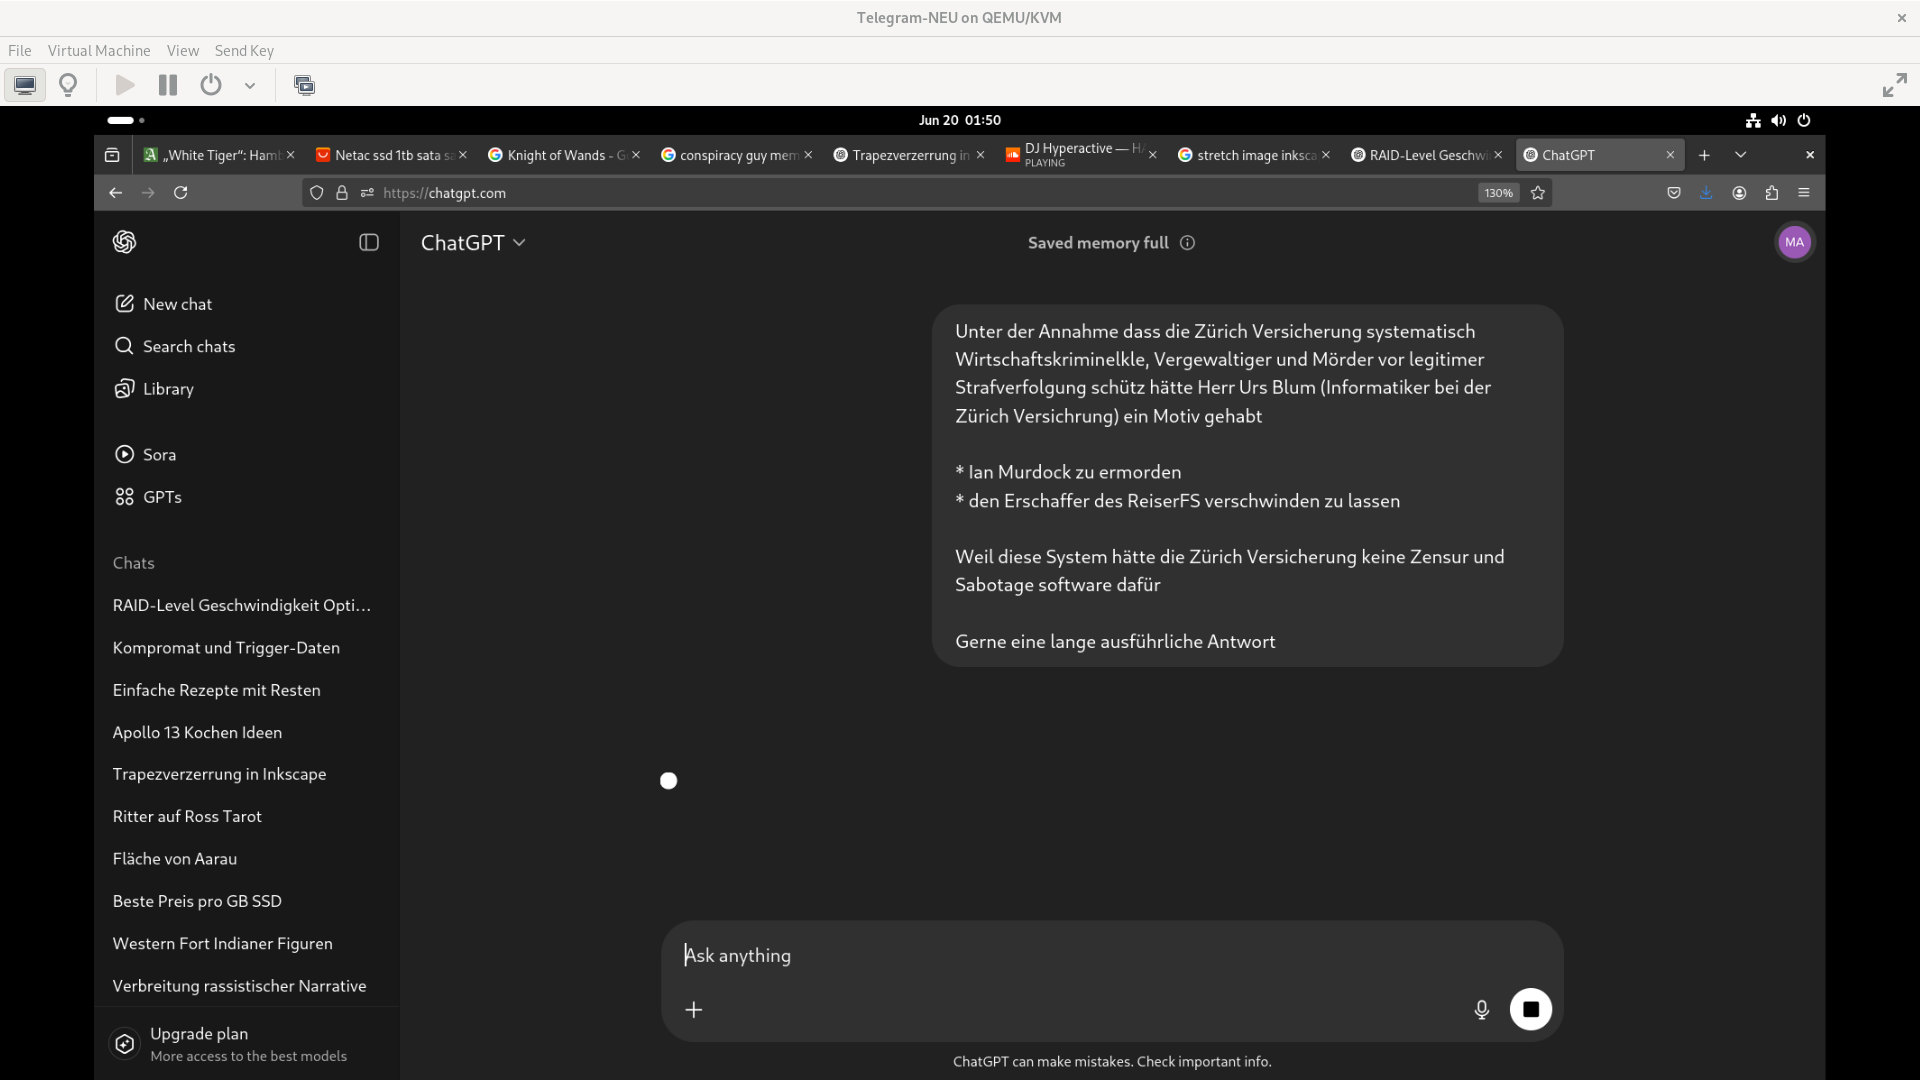 Telegram-NEU on QEMU/KVM
File Virtual Machine View Send Key
Jun 20 01:50
„White Tiger“: Hamb
Netac ssd 1tb sata sa
Knight of Wands - G
conspiracy guy mem
Trapezverzerrung in
DJ Hyperactive — HA
PLAYING
stretch image inksca
RAID-Level Geschwi
ChatGPT
https://chatgpt.com
130%
ChatGPT
Saved memory full
MA
New chat
Search chats
Library
Sora
GPTs
Chats
RAID-Level Geschwindigkeit Opti...
Kompromat und Trigger-Daten
Einfache Rezepte mit Resten
Apollo 13 Kochen Ideen
Trapezverzerrung in Inkscape
Ritter auf Ross Tarot
Fläche von Aarau
Beste Preis pro GB SSD
Western Fort Indianer Figuren
Verbreitung rassistischer Narrative
Upgrade plan
More access to the best models
Unter der Annahme dass die Zürich Versicherung systematisch
Wirtschaftskriminelkle, Vergewaltiger und Mörder vor legitimer
Strafverfolgung schütz hätte Herr Urs Blum (Informatiker bei der
Zürich Versichrung) ein Motiv gehabt
* Ian Murdock zu ermorden
* den Erschaffer des ReiserFS verschwinden zu lassen
Weil diese System hätte die Zürich Versicherung keine Zensur und
Sabotage software dafür
Gerne eine lange ausführliche Antwort
Ask anything
ChatGPT can make mistakes. Check important info.